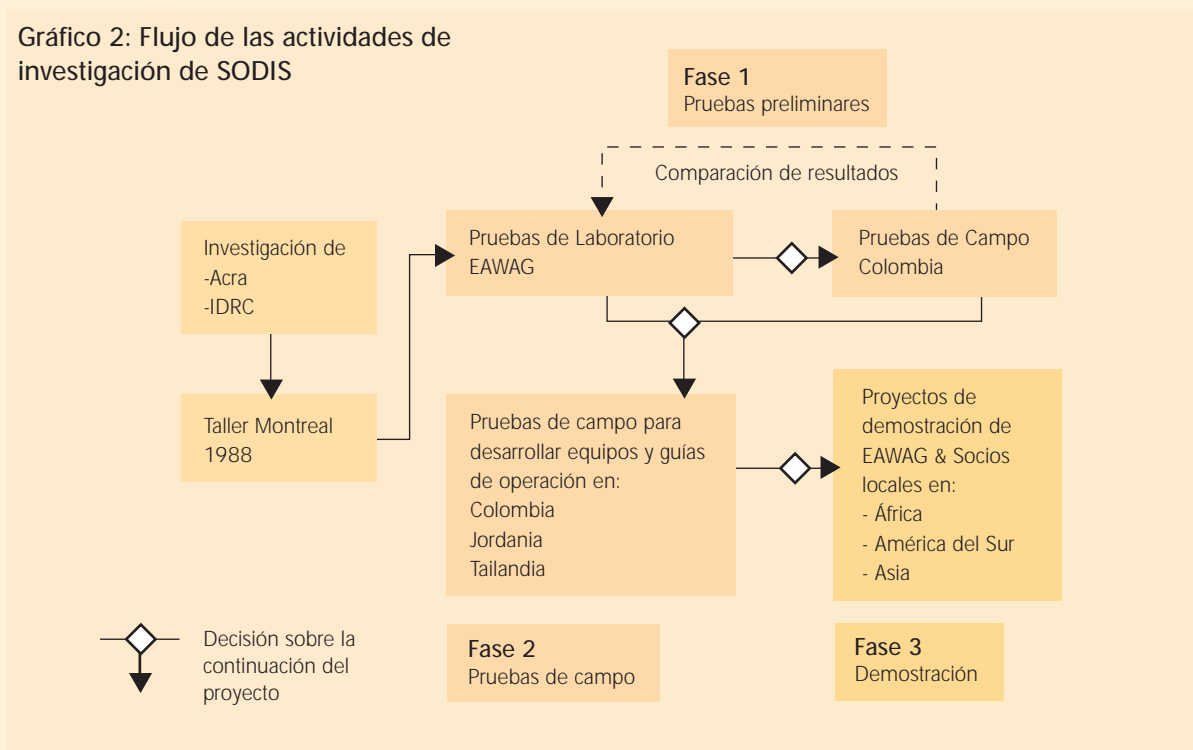 Gráfico 2: Flujo de las actividades de
investigación de SODIS
Fase 1
Pruebas preliminares
Comparación de resultados
Investigación de
-Acra
-IDRC
Pruebas de Laboratorio
EAWAG
Pruebas de Campo
Colombia
Taller Montreal
1988
Pruebas de campo para
desarrollar equipos y guías
de operación en:
Colombia
Jordania
Tailandia
Proyectos de
demostración de
EAWAG & Socios
locales en:
- África
- América del Sur
- Asia
Decisión sobre la
continuación del
proyecto
Fase 2
Pruebas de campo
Fase 3
Demostración